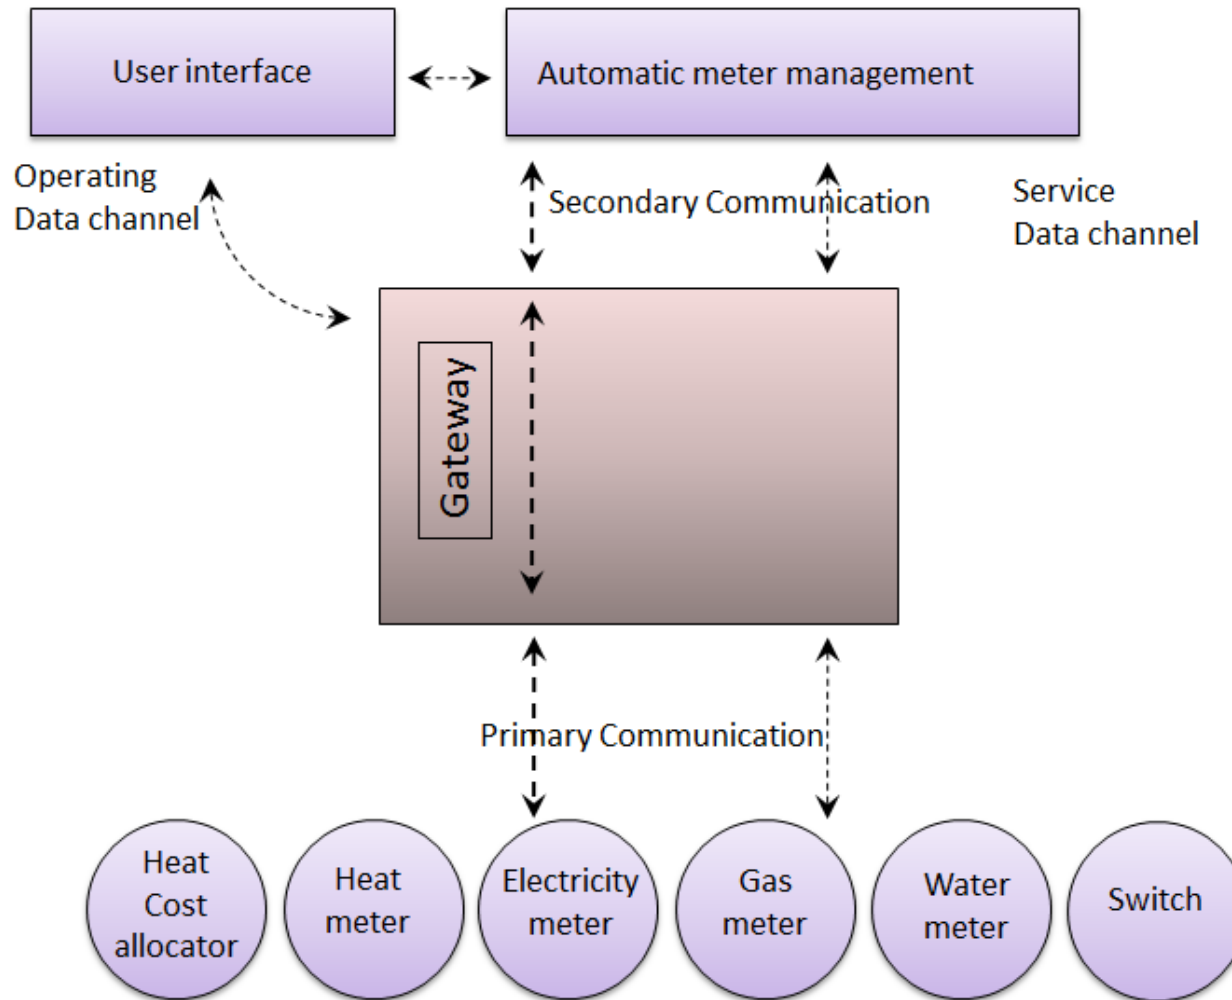 User interface
Automatic meter management
Operating
Data channel
Secondary Communication
Service
Data channel
Gateway
Primary Communication
Heat
Cost
allocator
Heat
meter
Electricity
meter
Gas
meter
Water
meter
Switch